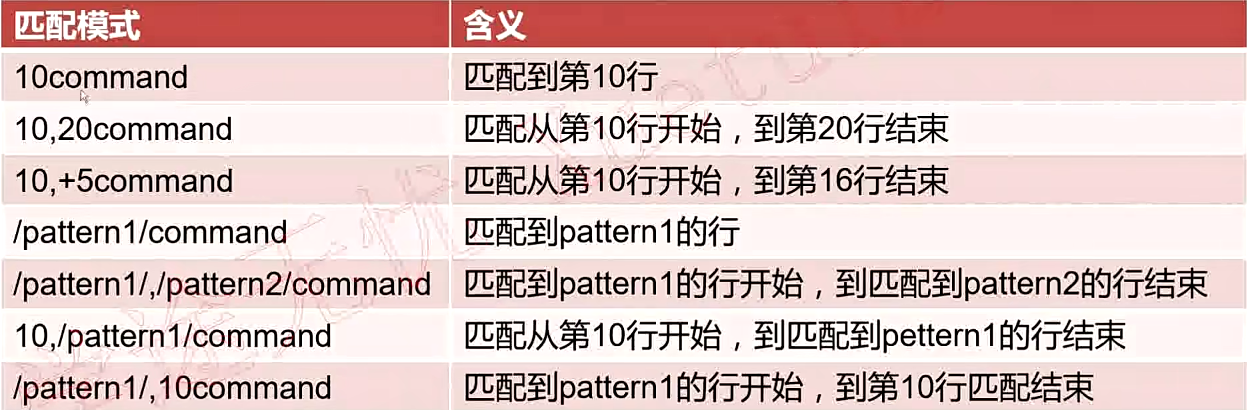 匹配模式 含义
10command 匹配到第10行
10,20command 匹配从第10行开始，到第20行结束
10,+5command 匹配从第10行开始，到第16行结束
/pattern1/command 匹配到pattern1的行
/pattern1/,/pattern2/command 匹配到pattern1的行开始，到匹配到pattern2的行结束
10,/pattern1/command 匹配从第10行开始，到匹配到pettern1的行结束
/pattern1/,10command 匹配到pattern1的行开始，到第10行匹配结束